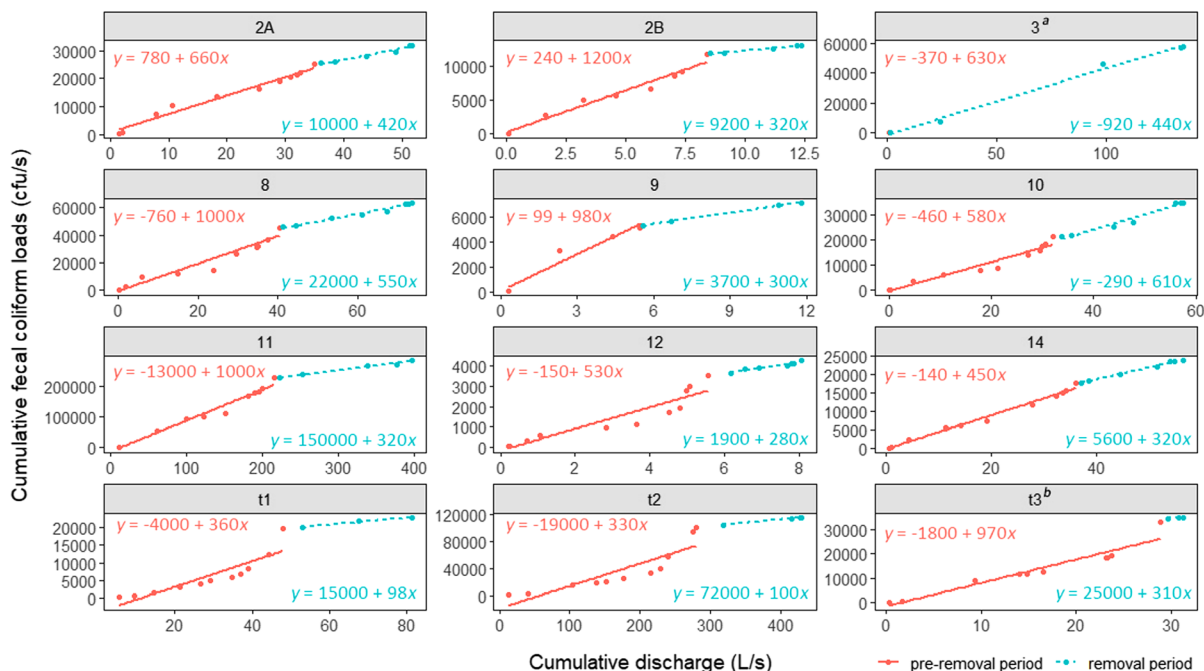 2A
30000
20000
10000
0
y = 780 + 660x
y = 10000 + 420x
0 10 20 30 40 50
2B
10000
5000
0
y = 240 + 1200x
y = 9200 + 320x
0.0 2.5 5.0 7.5 10.0 12.5
3ᵃ
60000
40000
20000
0
y = -370 + 630x
y = -920 + 440x
0 50 100
8
60000
40000
20000
0
y = -760 + 1000x
y = 22000 + 550x
0 20 40 60
9
6000
4000
2000
0
y = 99 + 980x
y = 3700 + 300x
0 3 6 9 12
10
30000
20000
10000
0
y = -460 + 580x
y = -290 + 610x
0 20 40 60
11
200000
100000
0
y = -13000 + 1000x
y = 150000 + 320x
0 100 200 300 400
12
4000
3000
2000
1000
0
y = -150+ 530x
y = 1900 + 280x
0 2 4 6 8
14
25000
20000
15000
10000
5000
0
y = -140 + 450x
y = 5600 + 320x
0 20 40
t1
20000
15000
10000
5000
0
y = -4000 + 360x
y = 15000 + 98x
20 40 60 80
t2
120000
80000
40000
0
y = -19000 + 330x
y = 72000 + 100x
0 100 200 300 400
t3ᵇ
30000
20000
10000
0
y = -1800 + 970x
y = 25000 + 310x
0 10 20 30
Cumulative fecal coliform loads (cfu/s)
Cumulative discharge (L/s)
pre-removal period removal period